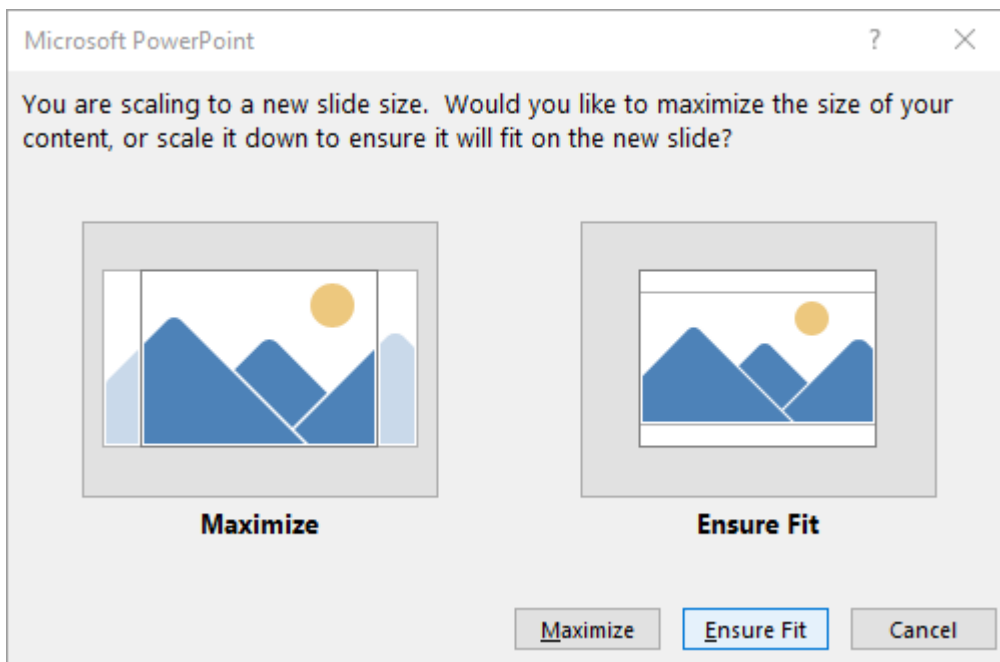 Microsoft PowerPoint
?
You are scaling to a new slide size.  Would you like to maximize the size of your
content, or scale it down to ensure it will fit on the new slide?
Maximize
Ensure Fit
Maximize
Ensure Fit
Cancel